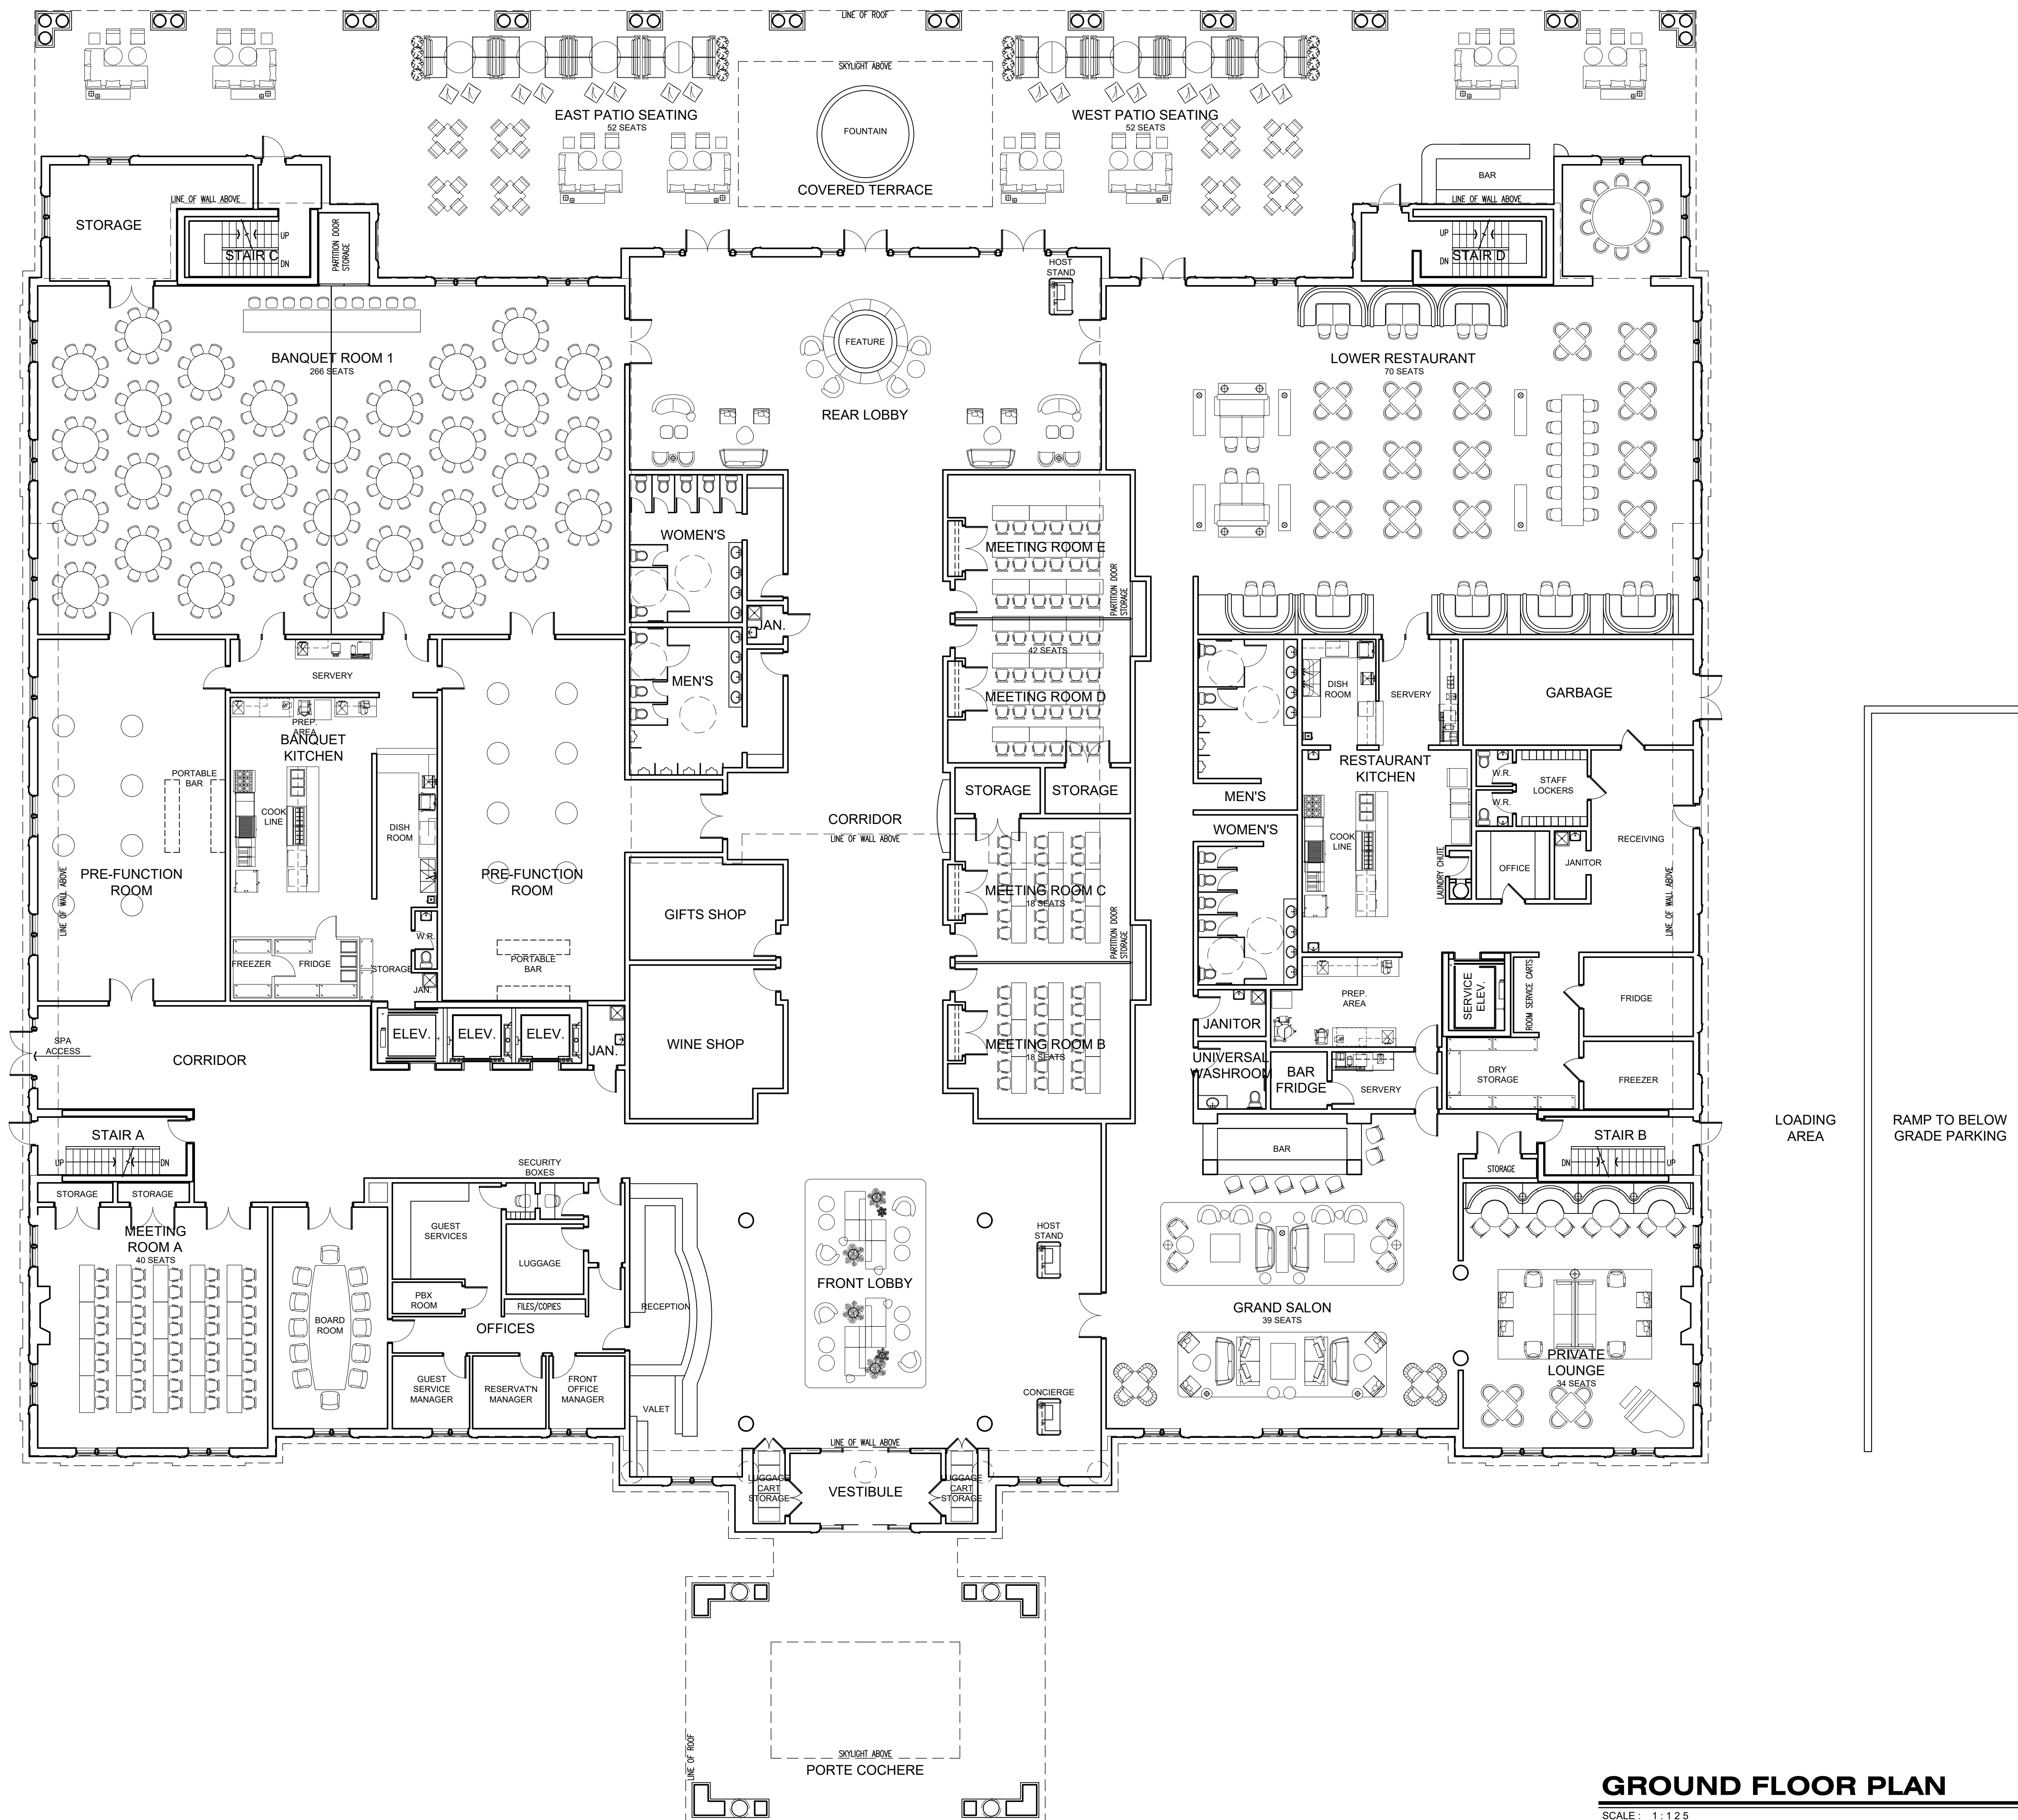 LINE OF ROOF
SKYLIGHT ABOVE
EAST PATIO SEATING
52 SEATS
WEST PATIO SEATING
52 SEATS
FOUNTAIN
COVERED TERRACE
BAR
LINE OF WALL ABOVE
LINE OF WALL ABOVE
STORAGE
UP
STAIR C
DN
PARTITION DOOR
STORAGE
UP
STAIR D
DN
HOST
STAND
FEATURE
BANQUET ROOM 1
266 SEATS
LOWER RESTAURANT
70 SEATS
REAR LOBBY
WOMEN'S
MEETING ROOM E
PARTITION DOOR
STORAGE
JAN.
42 SEATS
SERVERY
MEN'S
MEETING ROOM D
DISH
ROOM
SERVERY
GARBAGE
PREP.
AREA
BANQUET
KITCHEN
RESTAURANT
KITCHEN
PORTABLE
BAR
W.R.
STAFF
LOCKERS
STORAGE
STORAGE
MEN'S
W.R.
COOK
LINE
DISH
ROOM
CORRIDOR
LINE OF WALL ABOVE
WOMEN'S
COOK
LINE
RECEIVING
PRE-FUNCTION
ROOM
PRE-FUNCTION
ROOM
LAUNDRY CHUTE
OFFICE
JANITOR
LINE OF WALL ABOVE
LINE OF WALL ABOVE
GIFTS SHOP
MEETING ROOM C
18 SEATS
PARTITION DOOR
STORAGE
W.R.
FREEZER
FRIDGE
STORAGE
PORTABLE
BAR
JAN.
PREP.
AREA
SERVICE
ELEV.
ROOM SERVICE CARTS
FRIDGE
JANITOR
ELEV.
ELEV.
ELEV.
JAN.
WINE SHOP
MEETING ROOM B
18 SEATS
SPA
ACCESS
CORRIDOR
UNIVERSAL
WASHROOM
BAR
FRIDGE
SERVERY
DRY
STORAGE
FREEZER
LOADING
AREA
RAMP TO BELOW
GRADE PARKING
STAIR A
UP
DN
BAR
STAIR B
DN
UP
STORAGE
SECURITY
BOXES
STORAGE
STORAGE
MEETING
ROOM A
40 SEATS
GUEST
SERVICES
LUGGAGE
HOST
STAND
PBX
ROOM
FILES/COPIES
FRONT LOBBY
RECEPTION
BOARD
ROOM
OFFICES
GRAND SALON
39 SEATS
PRIVATE
LOUNGE
34 SEATS
GUEST
SERVICE
MANAGER
RESERVAT'N
MANAGER
FRONT
OFFICE
MANAGER
VALET
CONCIERGE
LINE OF WALL ABOVE
LUGGAGE
CART
STORAGE
VESTIBULE
LUGGAGE
CART
STORAGE
LINE OF ROOF
SKYLIGHT ABOVE
PORTE COCHERE
GROUND FLOOR PLAN
SCALE : 1:125